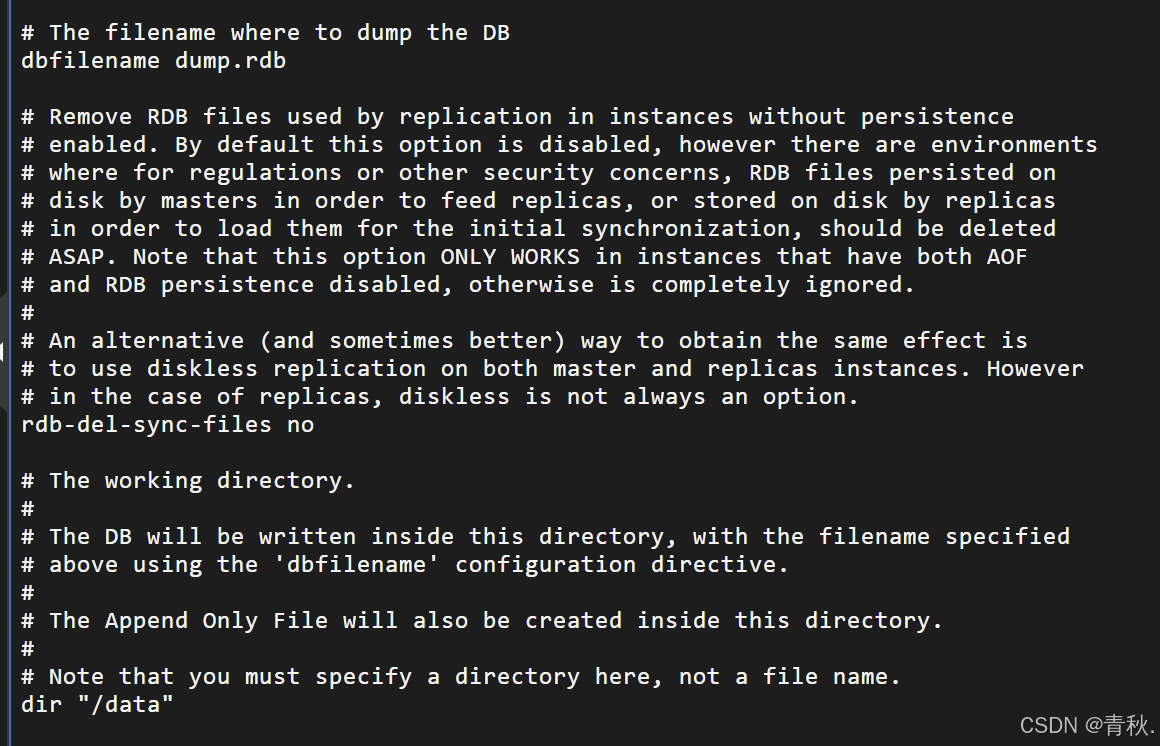 # The filename where to dump the DB
dbfilename dump.rdb
# Remove RDB files used by replication in instances without persistence
# enabled. By default this option is disabled, however there are environments
# where for regulations or other security concerns, RDB files persisted on
# disk by masters in order to feed replicas, or stored on disk by replicas
# in order to load them for the initial synchronization, should be deleted
# ASAP. Note that this option ONLY WORKS in instances that have both AOF
# and RDB persistence disabled, otherwise is completely ignored.
#
# An alternative (and sometimes better) way to obtain the same effect is
# to use diskless replication on both master and replicas instances. However
# in the case of replicas, diskless is not always an option.
rdb-del-sync-files no
# The working directory.
#
# The DB will be written inside this directory, with the filename specified
# above using the 'dbfilename' configuration directive.
#
# The Append Only File will also be created inside this directory.
#
# Note that you must specify a directory here, not a file name.
dir "/data"
CSDN @青秋.